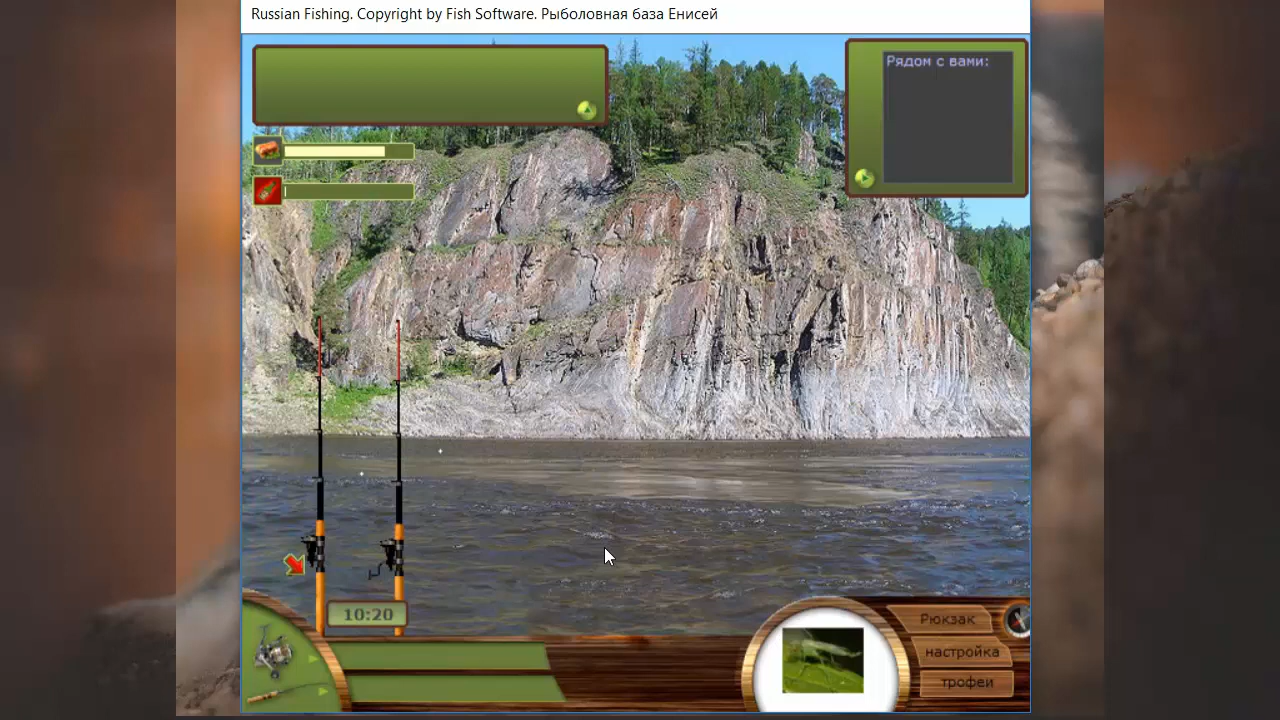 Russian Fishing. Copyright by Fish Software. Рыболовная база Енисей
Рядом с вами:
10:20
Рюкзак
настройка
трофеи